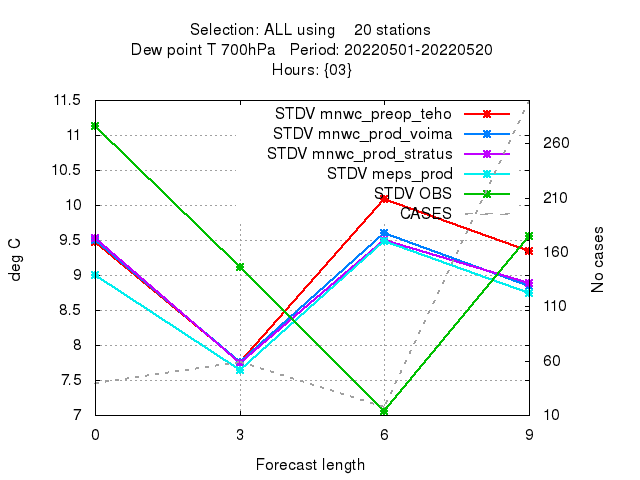 Selection: ALL using 20 stations
Dew point T 700hPa Period: 20220501-20220520
Hours: {03}
STDV mnwc_preop_teho
STDV mnwc_prod_voima
STDV mnwc_prod_stratus
STDV meps_prod
STDV OBS
CASES
11.5
11
10.5
10
9.5
9
8.5
8
7.5
7
deg C
260
210
160
110
60
10
No cases
0 3 6 9
Forecast length